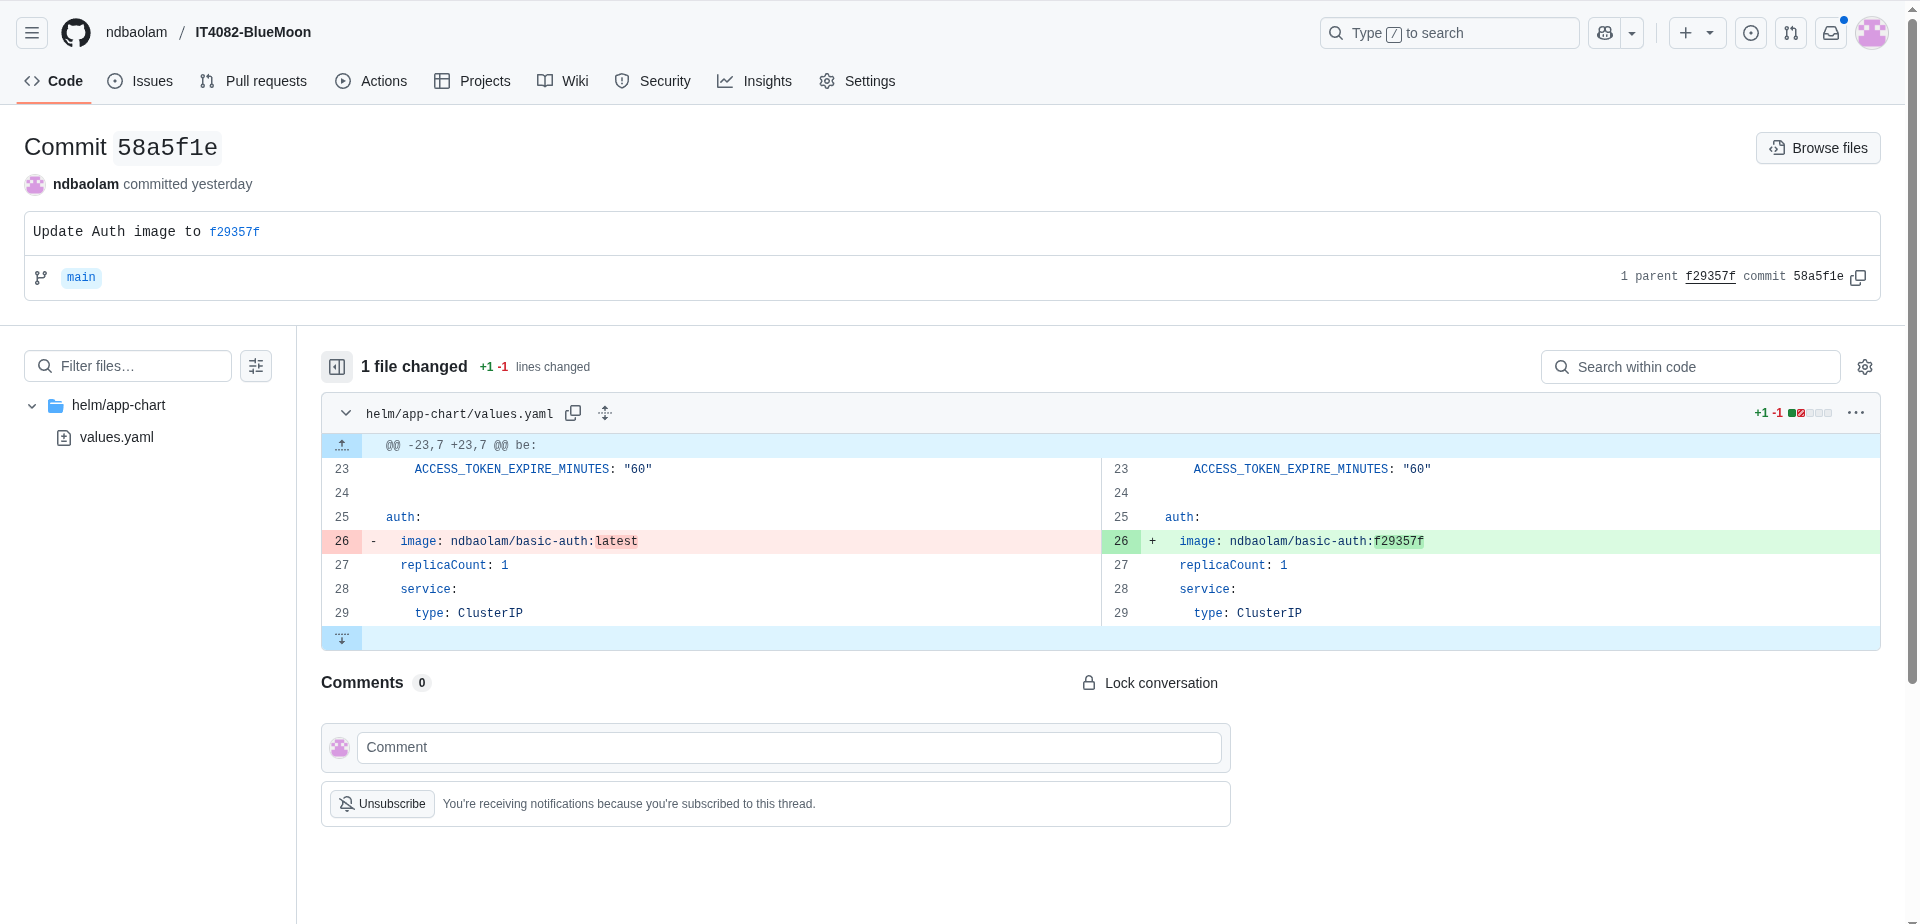 ndbaolam / IT4082-BlueMoon
Type / to search
Code Issues Pull requests Actions Projects Wiki Security Insights Settings
Commit 58a5f1e
Browse files
ndbaolam committed yesterday
Update Auth image to f29357f
main
1 parent f29357f commit 58a5f1e
Filter files…
helm/app-chart
values.yaml
1 file changed +1 -1 lines changed
Search within code
helm/app-chart/values.yaml
+1 -1
@@ -23,7 +23,7 @@ be:
23 ACCESS_TOKEN_EXPIRE_MINUTES: "60" 23 ACCESS_TOKEN_EXPIRE_MINUTES: "60"
24 24
25 auth: 25 auth:
26 - image: ndbaolam/basic-auth:latest 26 + image: ndbaolam/basic-auth:f29357f
27 replicaCount: 1 27 replicaCount: 1
28 service: 28 service:
29 type: ClusterIP 29 type: ClusterIP
Comments 0
Lock conversation
Comment
Unsubscribe You're receiving notifications because you're subscribed to this thread.